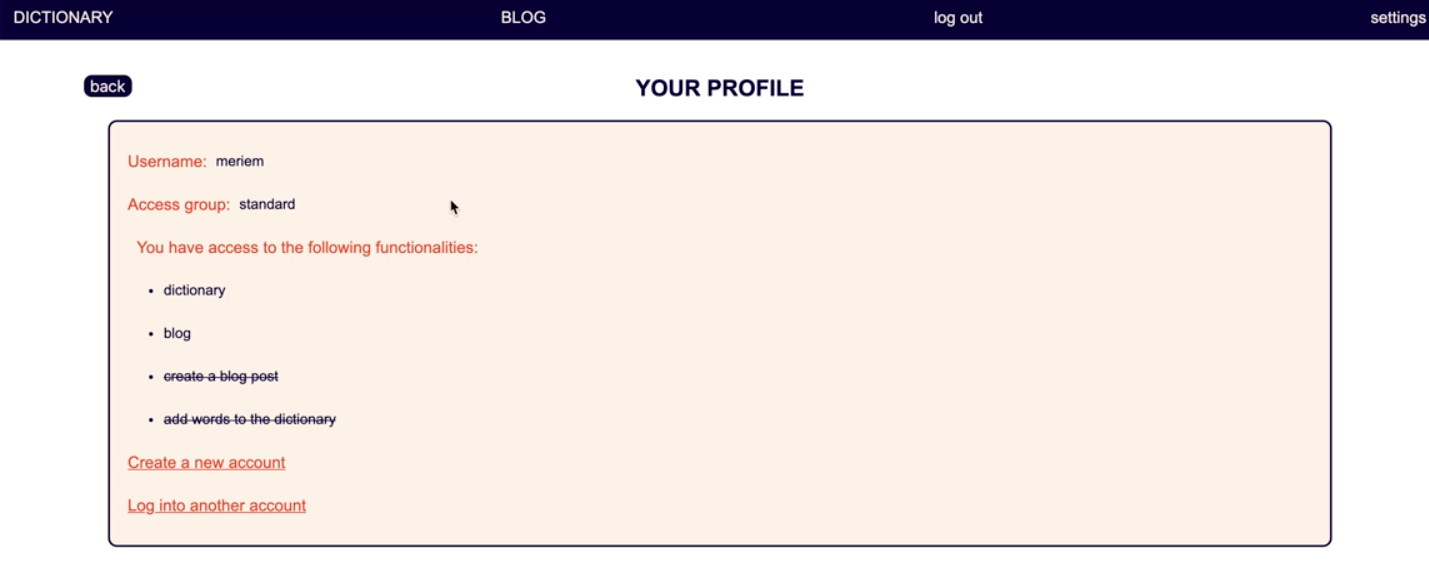 DICTIONARY BLOG log out settings
back YOUR PROFILE
Username: meriem
Access group: standard
You have access to the following functionalities:
• dictionary
• blog
• create a blog post
• add words to the dictionary
Create a new account
Log into another account